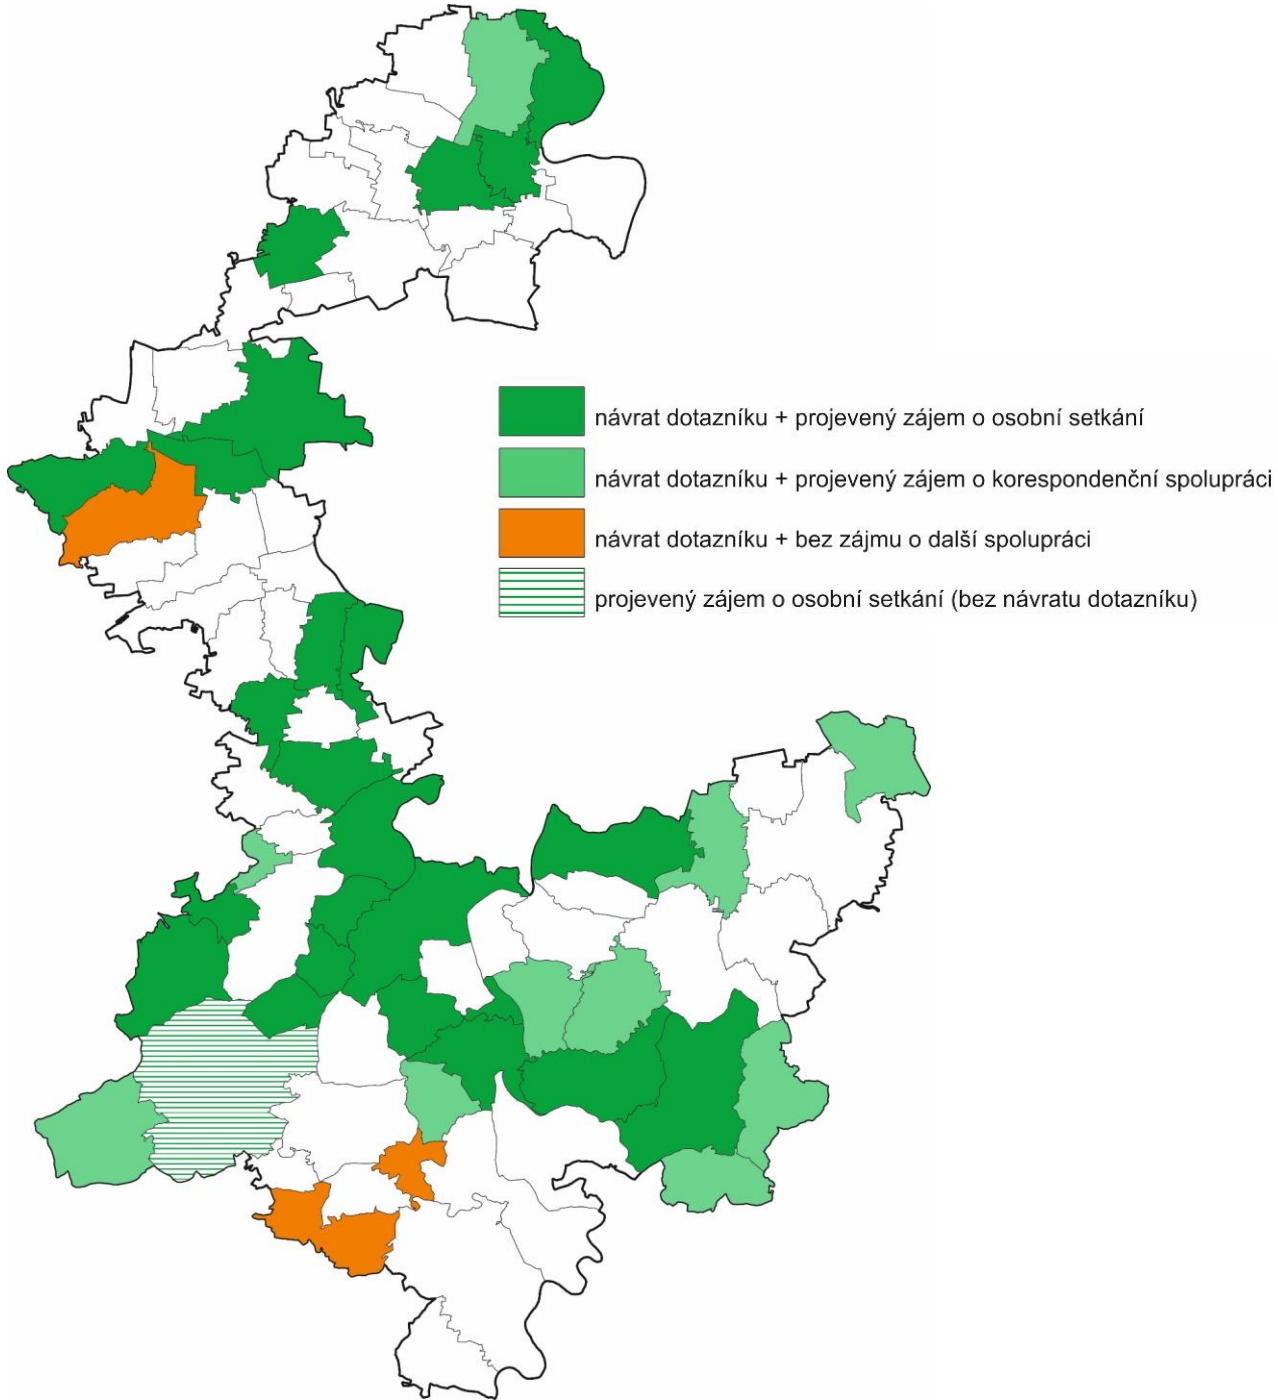 návrat dotazníku + projevený zájem o osobní setkání
návrat dotazníku + projevený zájem o korespondenční spolupráci
návrat dotazníku + bez zájmu o další spolupráci
projevený zájem o osobní setkání (bez návratu dotazníku)